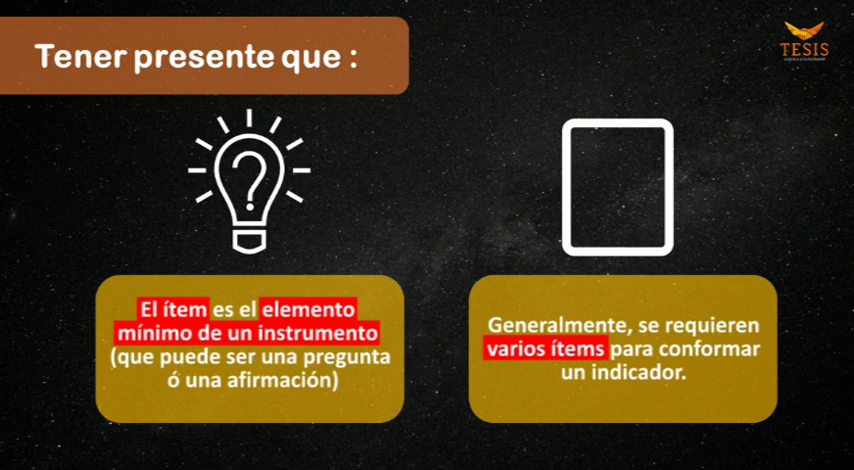 Tener presente que :
TESIS
?
El ítem es el elemento
mínimo de un instrumento
(que puede ser una pregunta
ó una afirmación)
Generalmente, se requieren
varios ítems para conformar
un indicador.